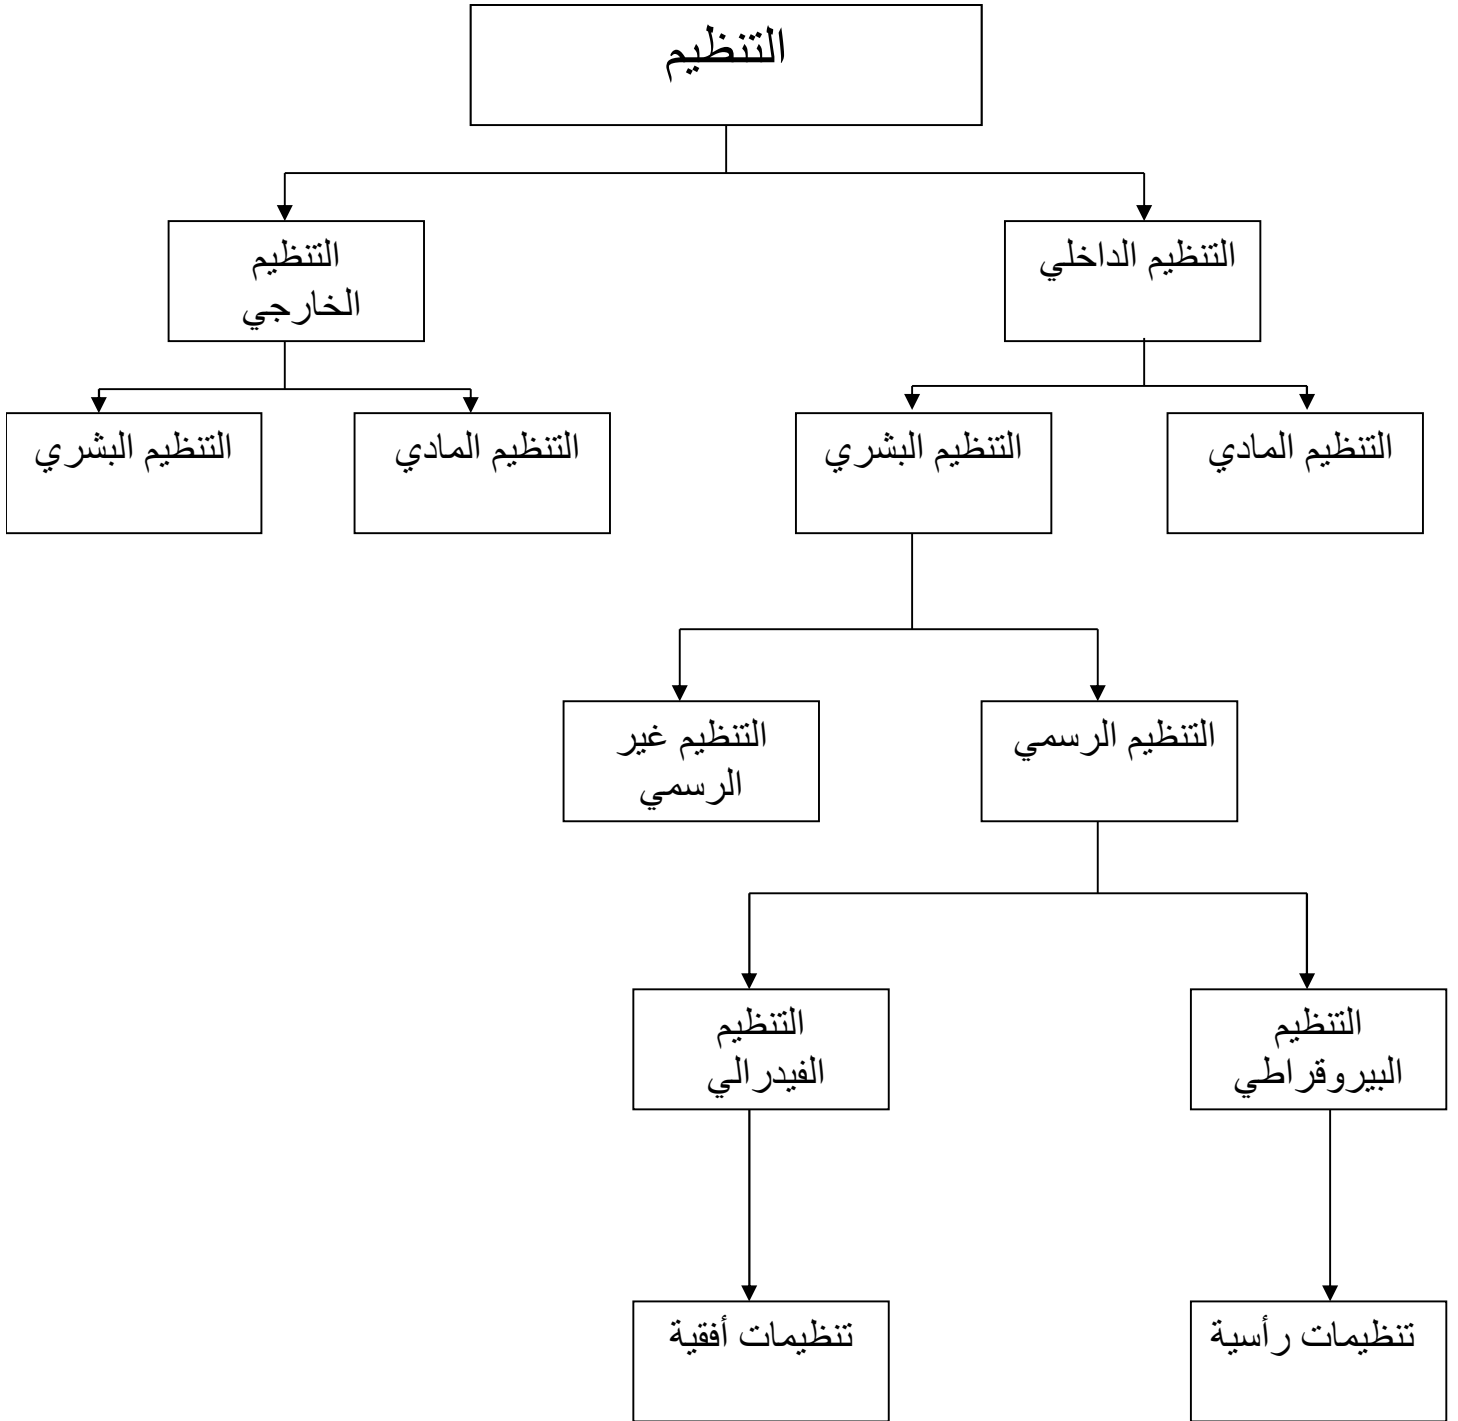 التنظيم
التنظيم الداخلي
التنظيم
الخارجي
التنظيم المادي
التنظيم البشري
التنظيم المادي
التنظيم البشري
التنظيم الرسمي
التنظيم غير
الرسمي
التنظيم
البيروقراطي
التنظيم
الفيدرالي
تنظيمات رأسية
تنظيمات أفقية